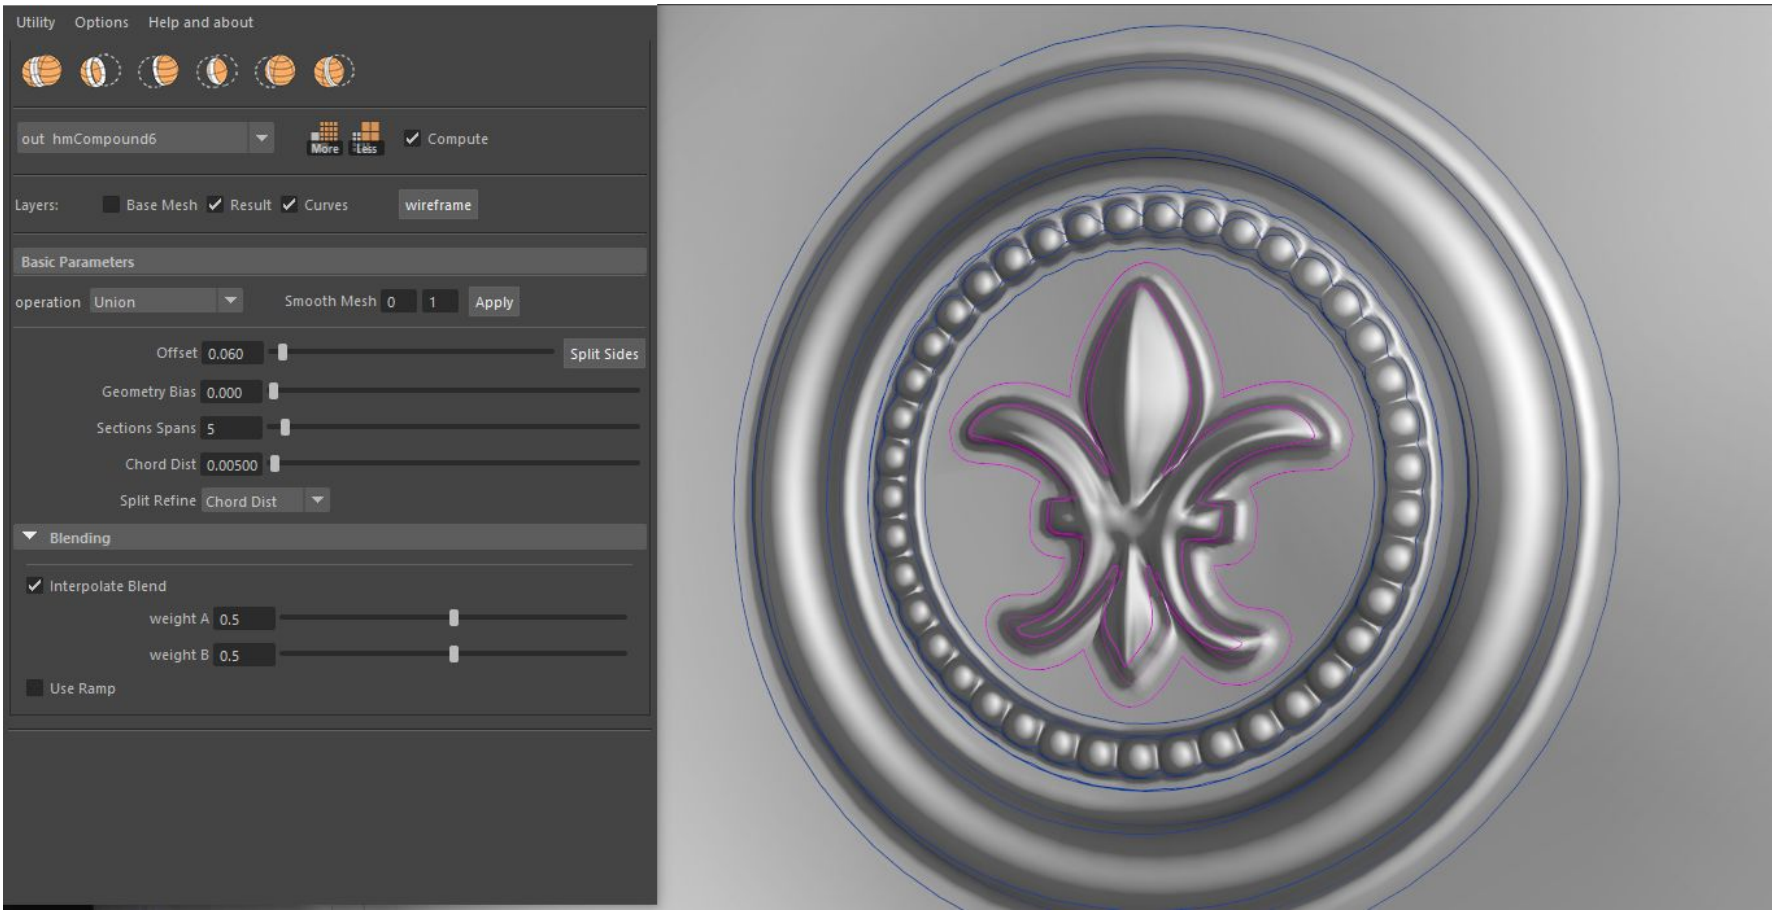 Utility Options Help and about
out hmCompound6 More Less Compute
Layers: Base Mesh Result Curves wireframe
Basic Parameters
operation Union Smooth Mesh 0 1 Apply
Offset 0.060 Split Sides
Geometry Bias 0.000
Sections Spans 5
Chord Dist 0.00500
Split Refine Chord Dist
Blending
Interpolate Blend
weight A 0.5
weight B 0.5
Use Ramp